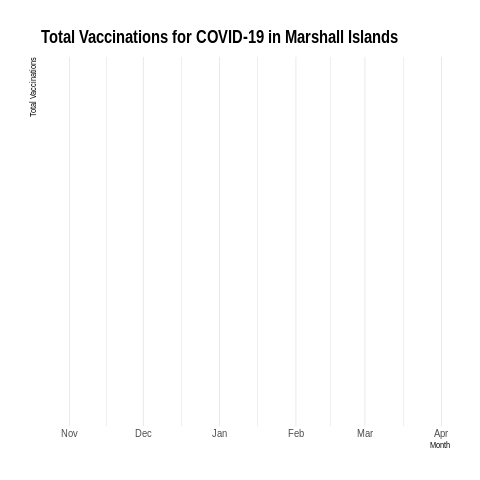 Total Vaccinations for COVID-19 in Marshall Islands
Total Vaccinations
Nov Dec Jan Feb Mar Apr
Month